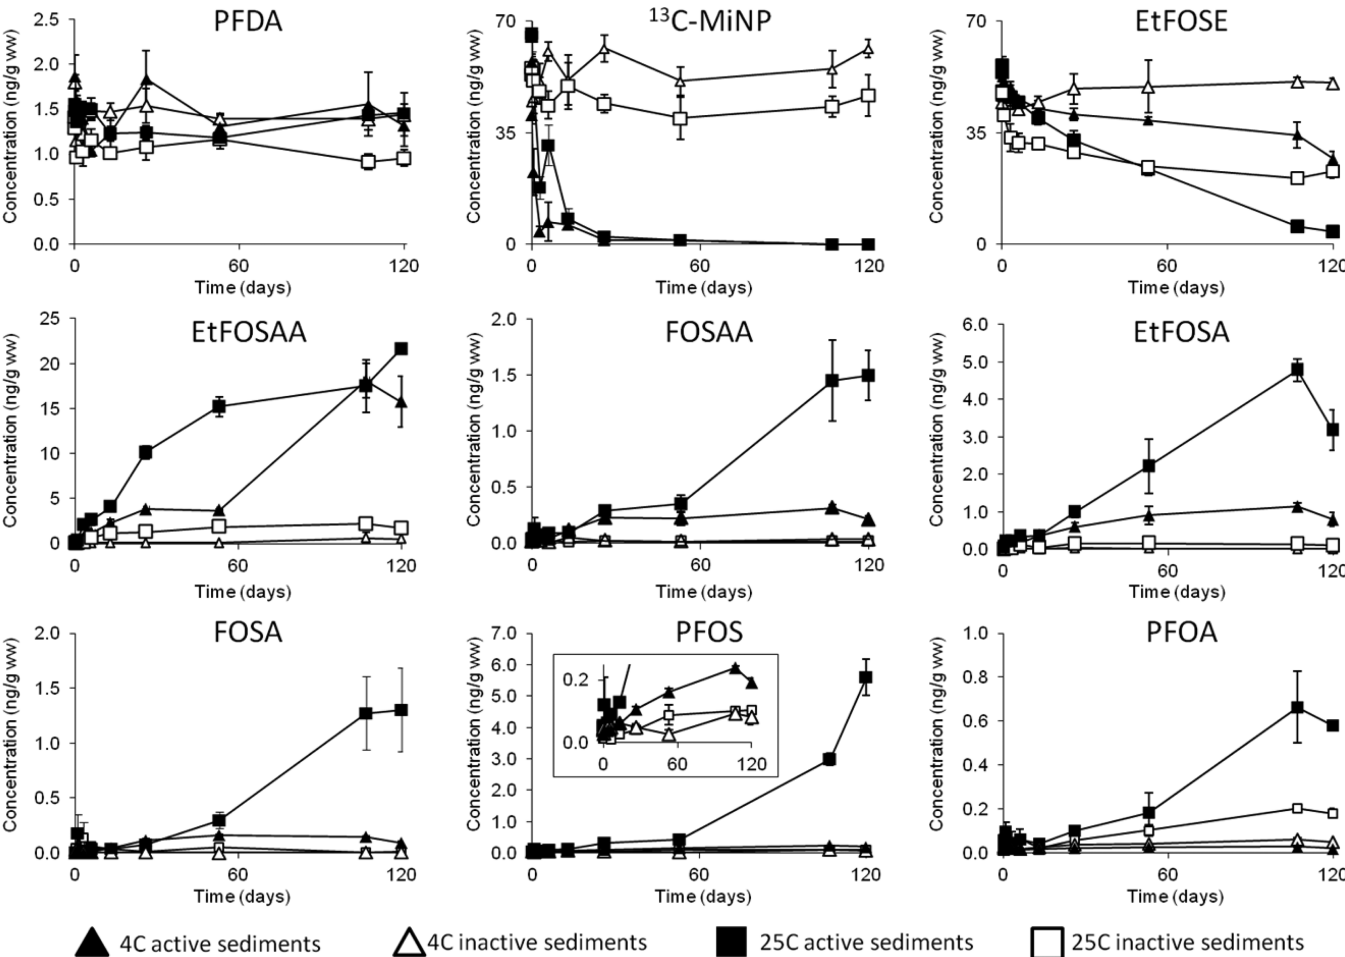 PFDA
Concentration (ng/g ww)
2.5
2.0
1.5
1.0
0.5
0.0
0 60 120
Time (days)
¹³C-MiNP
Concentration (ng/g ww)
70
35
0
0 60 120
Time (days)
EtFOSE
Concentration (ng/g ww)
70
35
0
0 60 120
Time (days)
EtFOSAA
Concentration (ng/g ww)
25
20
15
10
5
0
0 60 120
Time (days)
FOSAA
Concentration (ng/g ww)
2.0
1.5
1.0
0.5
0.0
0 60 120
Time (days)
EtFOSA
Concentration (ng/g ww)
6.0
5.0
4.0
3.0
2.0
1.0
0.0
0 60 120
Time (days)
FOSA
Concentration (ng/g ww)
2.0
1.5
1.0
0.5
0.0
0 60 120
Time (days)
PFOS
Concentration (ng/g ww)
7.0
6.0
5.0
4.0
3.0
2.0
1.0
0.0
0.2
0.0
0 60 120
0 60 120
Time (days)
PFOA
Concentration (ng/g ww)
1.0
0.8
0.6
0.4
0.2
0.0
0 60 120
Time (days)
4C active sediments 4C inactive sediments 25C active sediments 25C inactive sediments